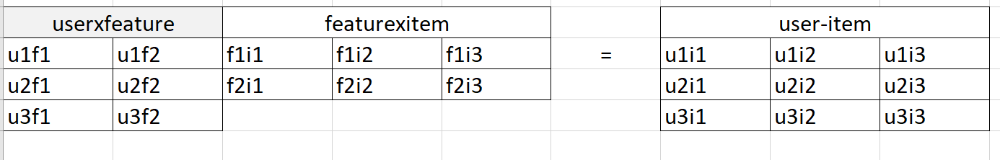 userxfeature featurexitem user-item
u1f1 u1f2 f1i1 f1i2 f1i3 = u1i1 u1i2 u1i3
u2f1 u2f2 f2i1 f2i2 f2i3 u2i1 u2i2 u2i3
u3f1 u3f2 u3i1 u3i2 u3i3